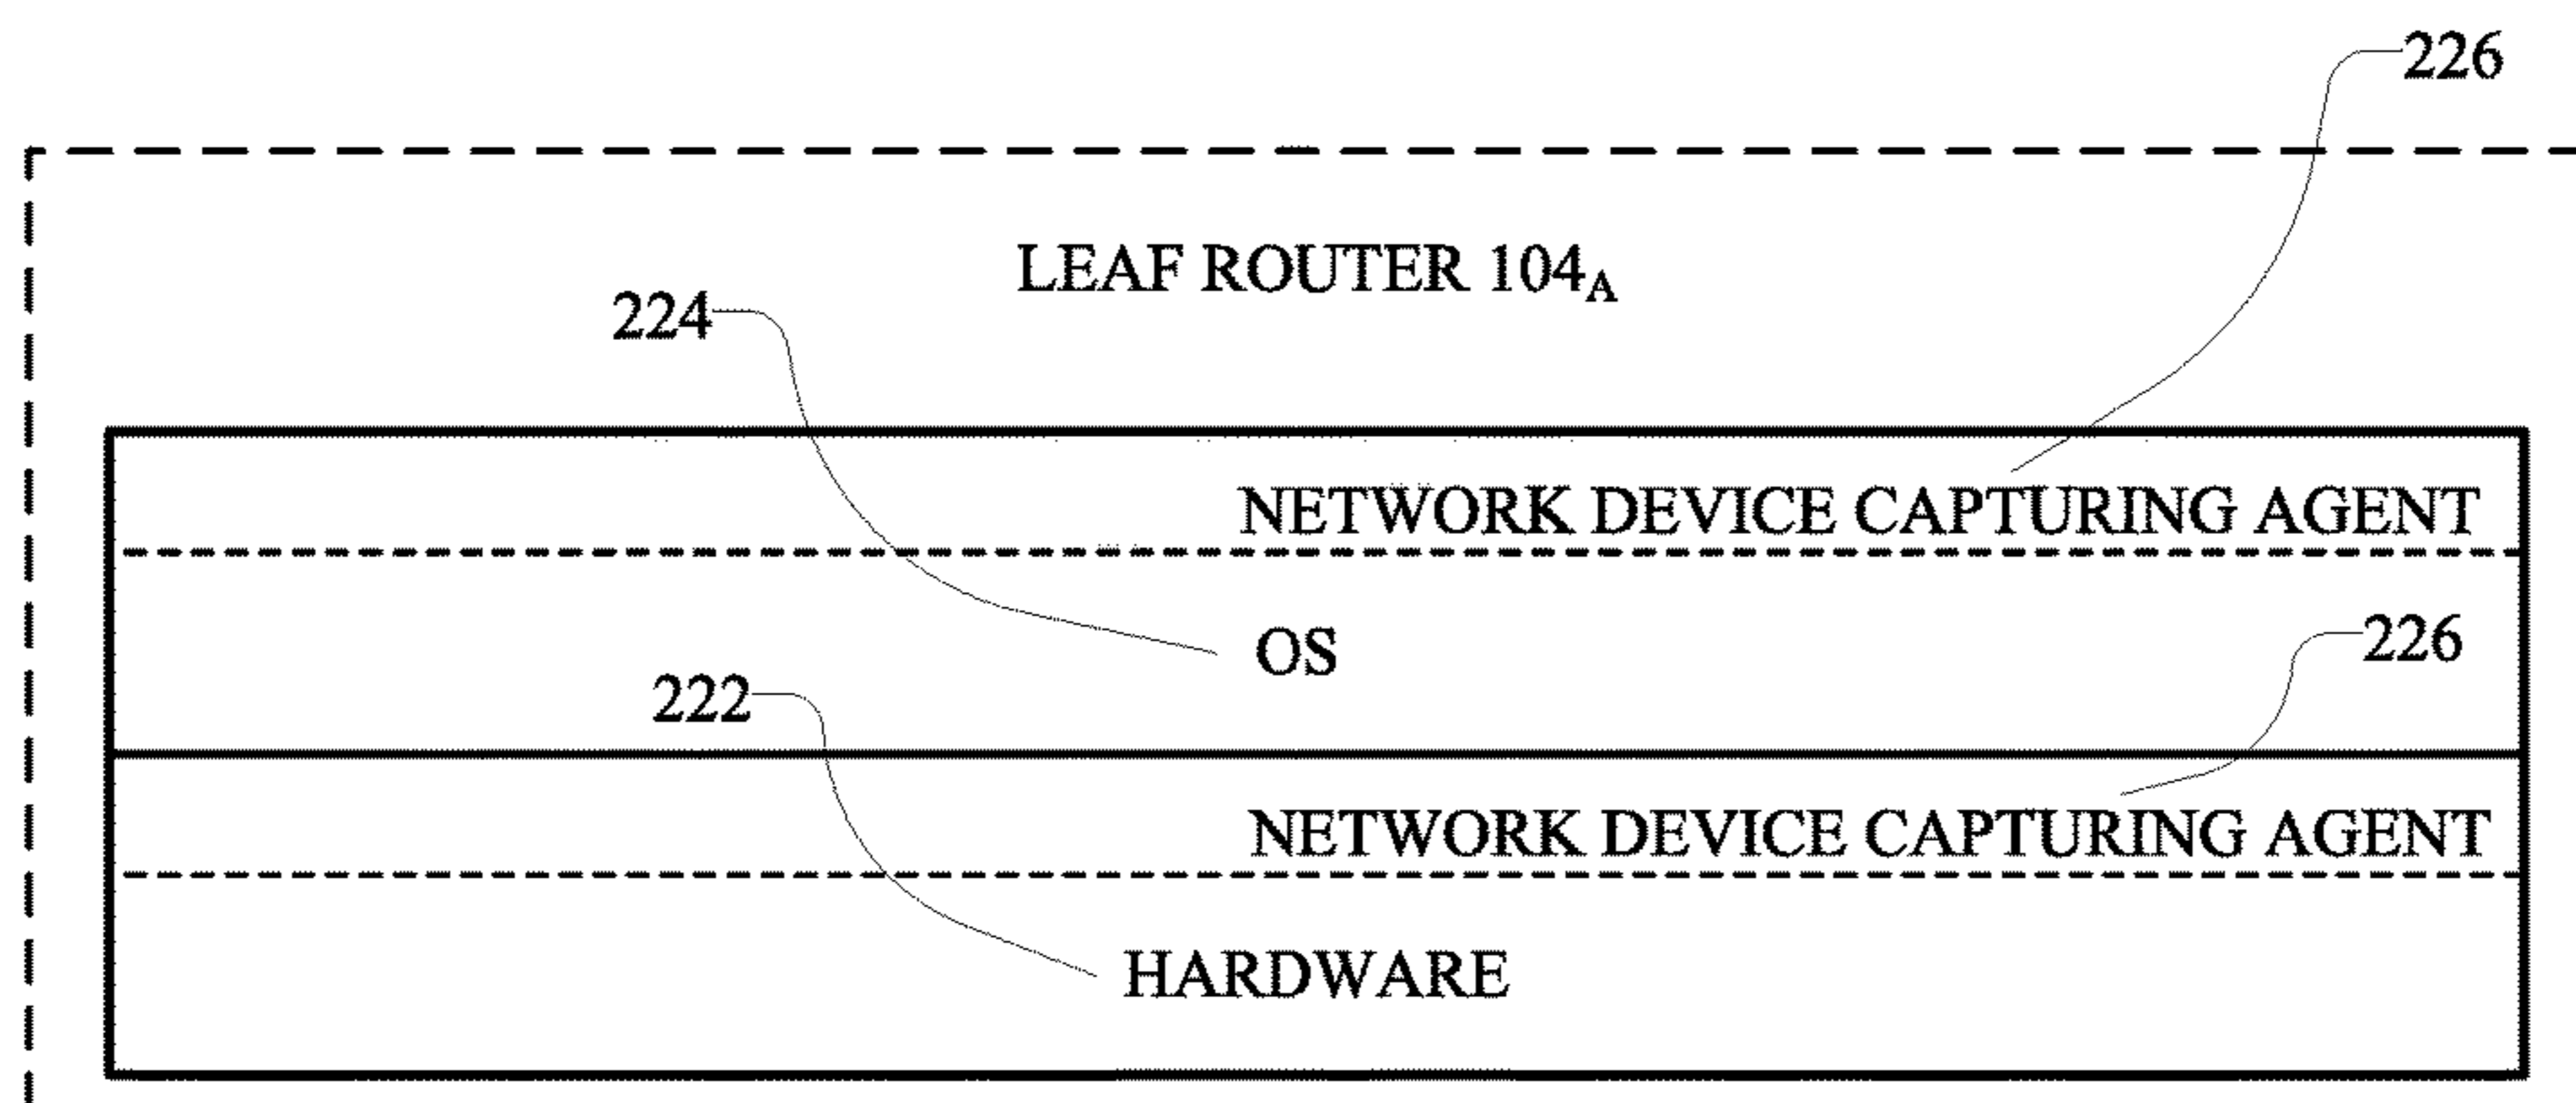 226
LEAF ROUTER 104A
224
NETWORK DEVICE CAPTURING AGENT
OS
226
222
NETWORK DEVICE CAPTURING AGENT
HARDWARE